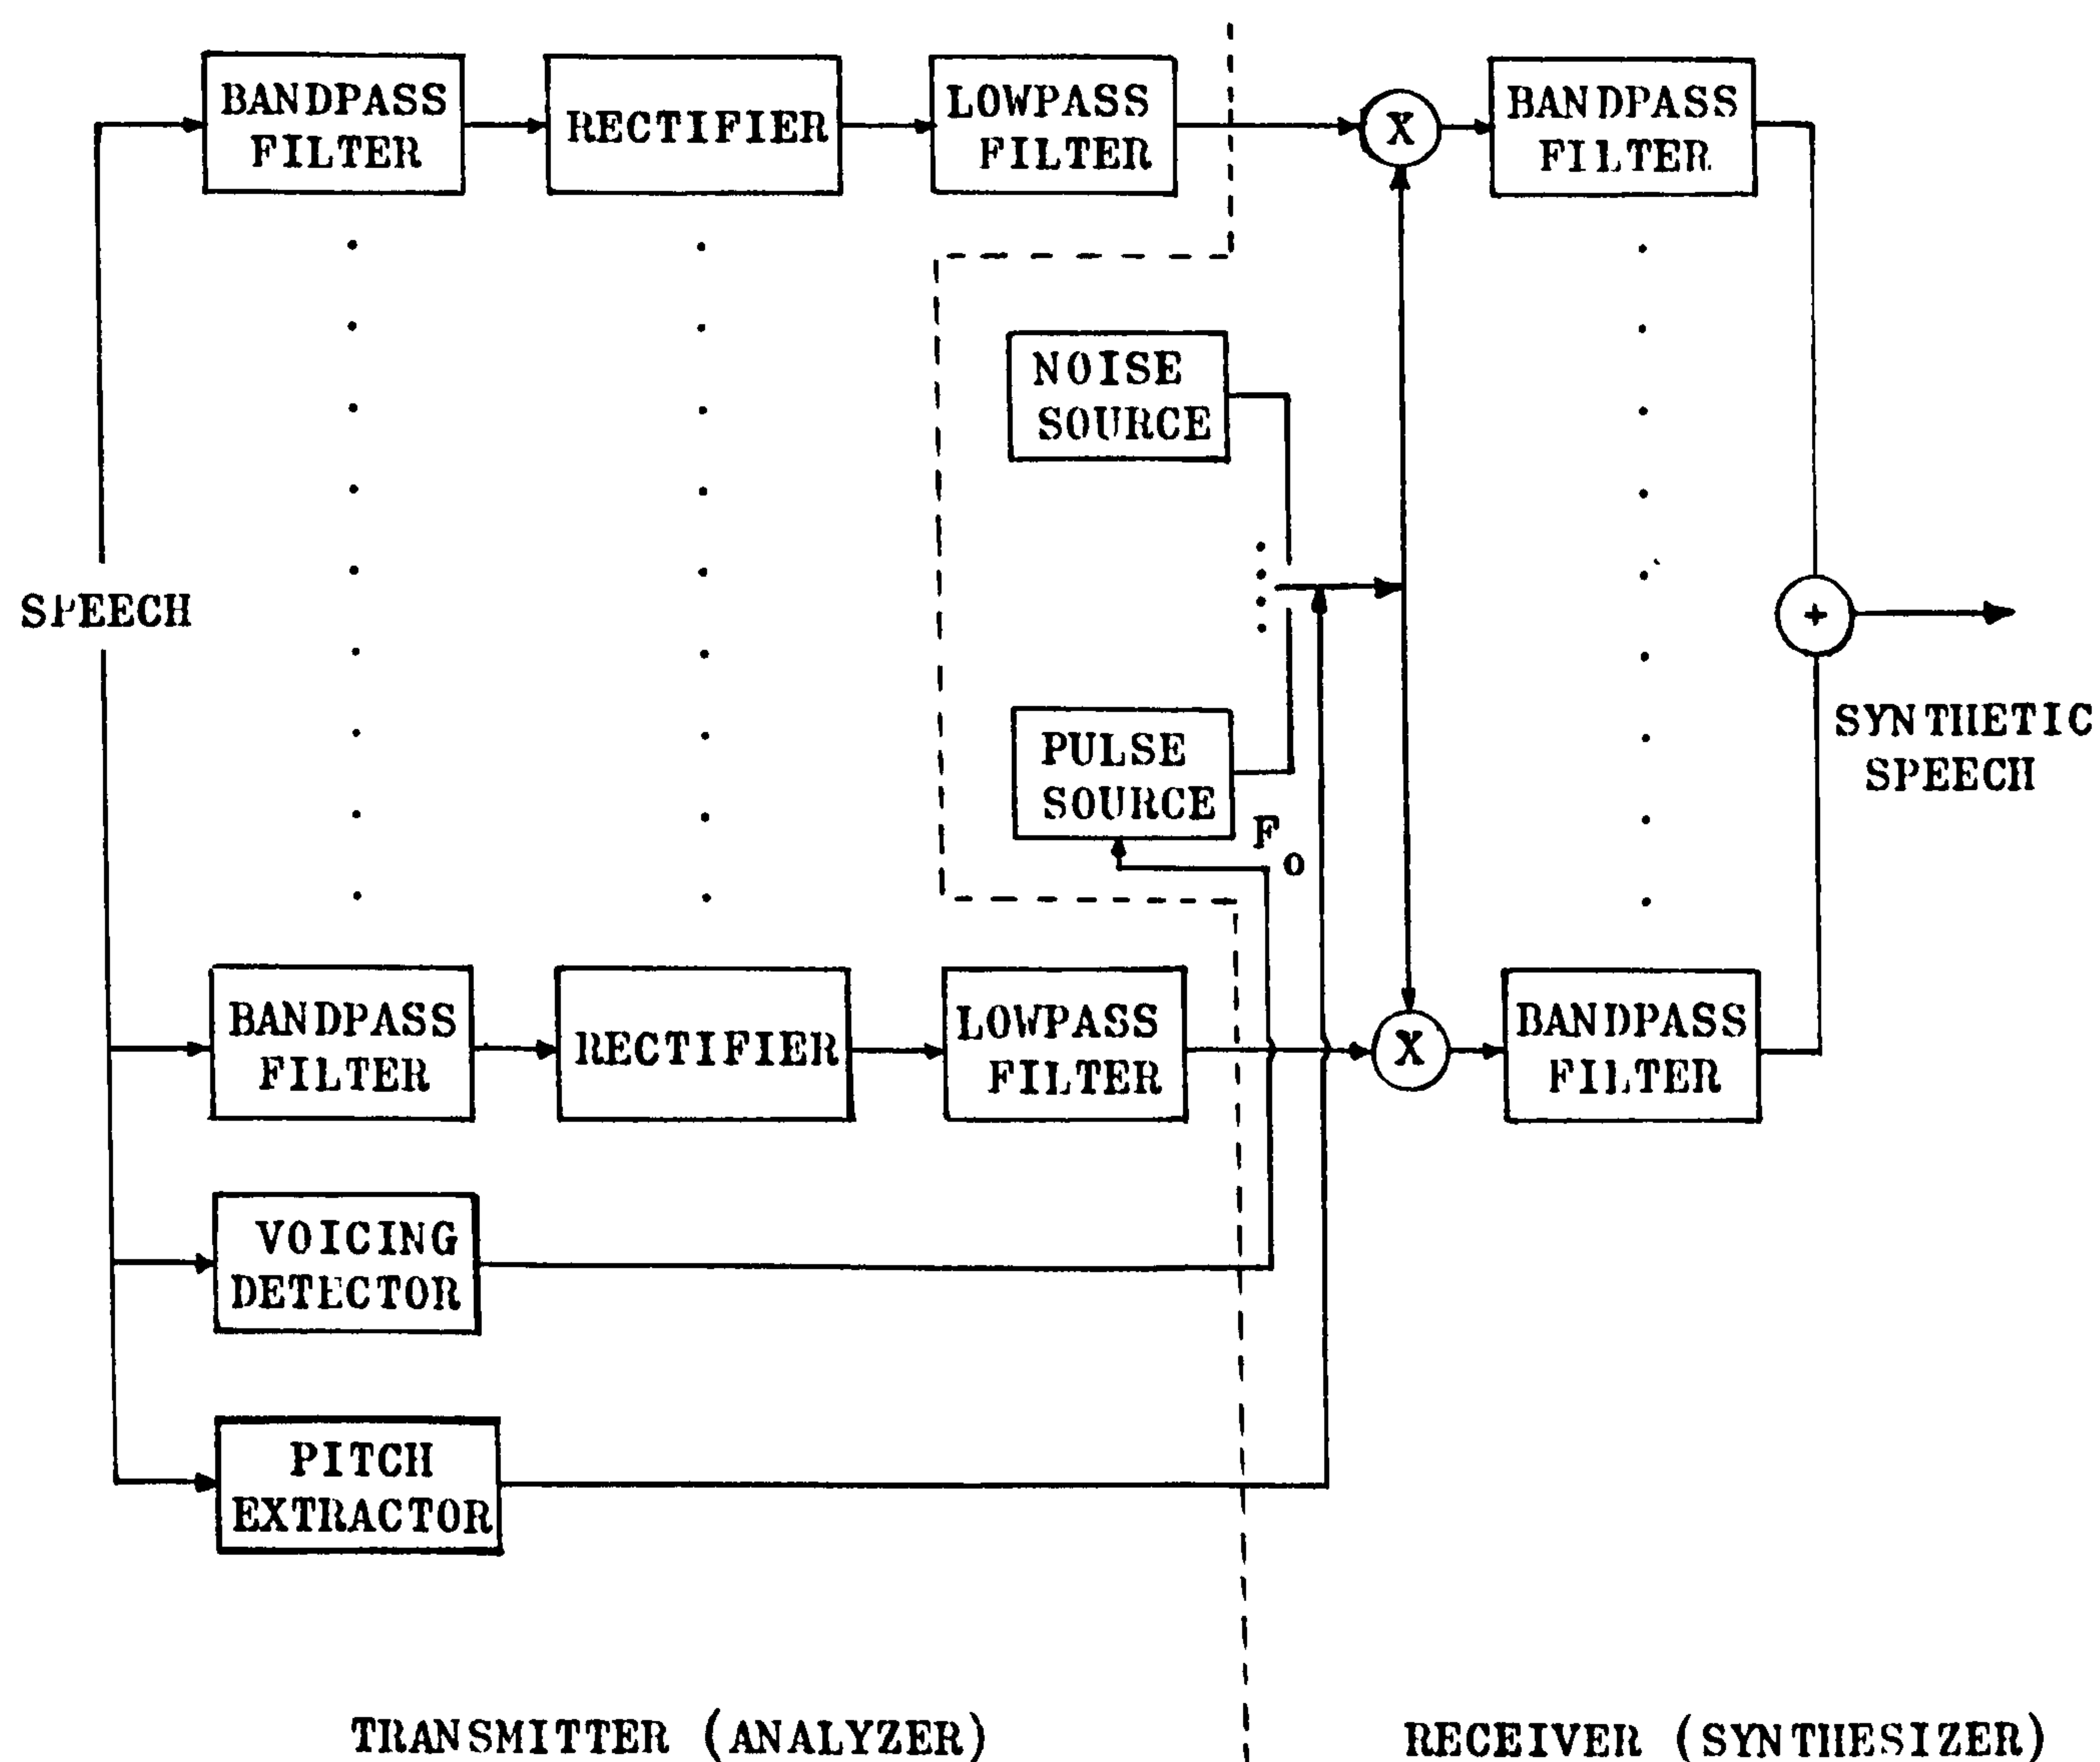 BANDPASS
FILTER
RECTIFIER
LOWPASS
FILTER
X
BANDPASS
FILTER
NOISE
SOURCE
SPEECH
+
PULSE
SOURCE
F
o
SYNTHETIC
SPEECH
BANDPASS
FILTER
RECTIFIER
LOWPASS
FILTER
X
BANDPASS
FILTER
VOICING
DETECTOR
PITCH
EXTRACTOR
TRANSMITTER (ANALYZER)
RECEIVER (SYNTHESIZER)